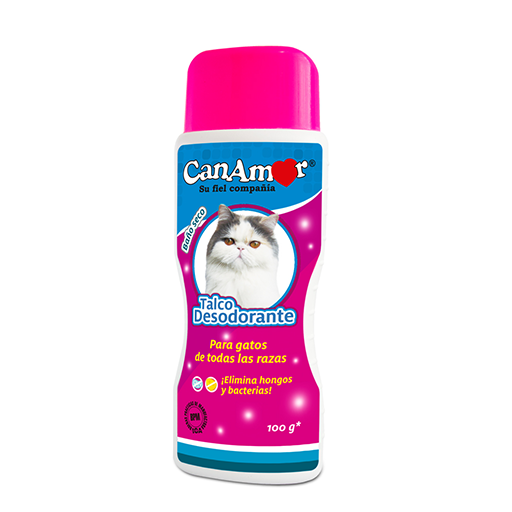 CanAmor®
Su fiel compañía
Baño seco
Talco
Desodorante
Para gatos
de todas las razas
¡Elimina hongos
y bacterias!
100 g*